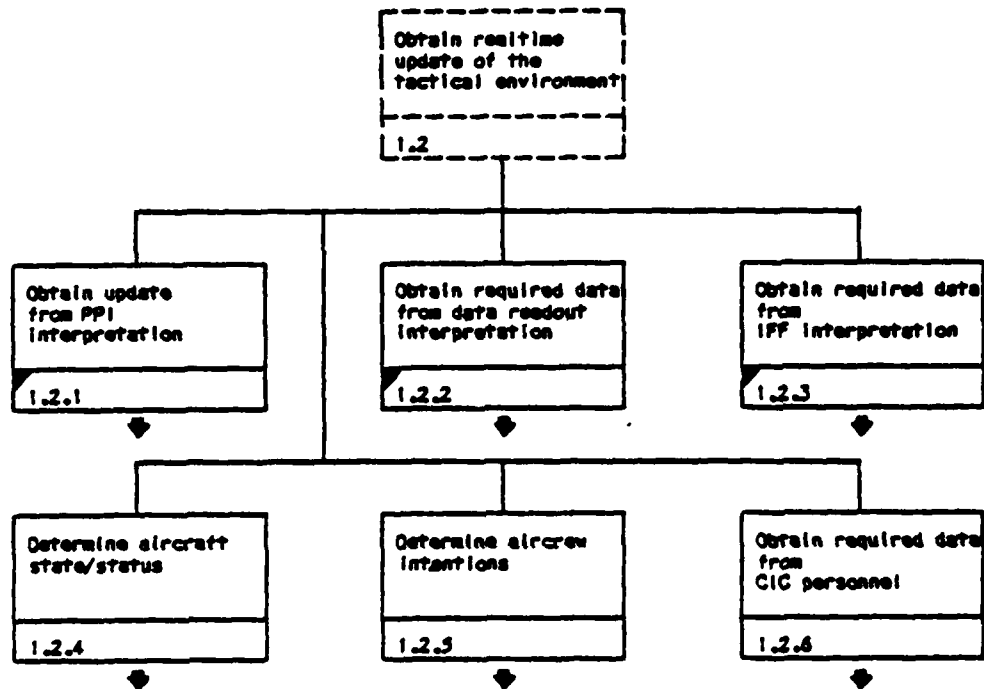 Obtain realtime
update of the
tactical environment
1.2
Obtain update
from PPI
interpretation
1.2.1
Obtain required data
from data readout
interpretation
1.2.2
Obtain required data
from
IFF interpretation
1.2.3
Determine aircraft
state/status
1.2.4
Determine aircrew
intentions
1.2.5
Obtain required data
from
CIC personnel
1.2.6